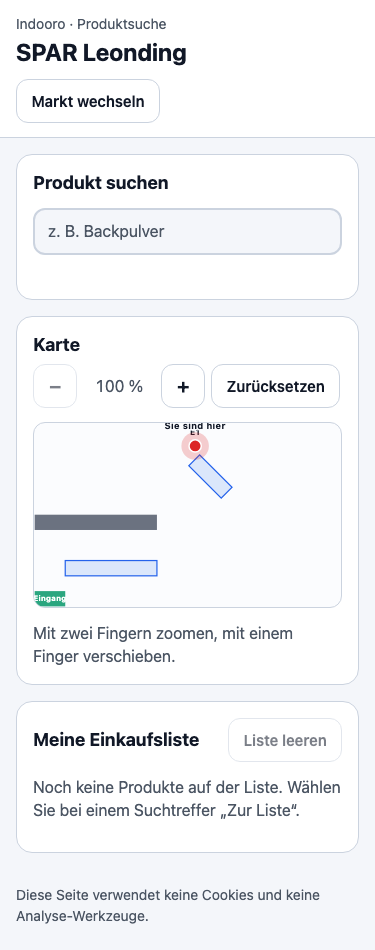 Indooro · Produktsuche
SPAR Leonding
Markt wechseln
Produkt suchen
z. B. Backpulver
Karte
−
100 %
+
Zurücksetzen
Sie sind hier
E1
Eingang
Mit zwei Fingern zoomen, mit einem
Finger verschieben.
Meine Einkaufsliste
Liste leeren
Noch keine Produkte auf der Liste. Wählen
Sie bei einem Suchtreffer „Zur Liste“.
Diese Seite verwendet keine Cookies und keine
Analyse-Werkzeuge.